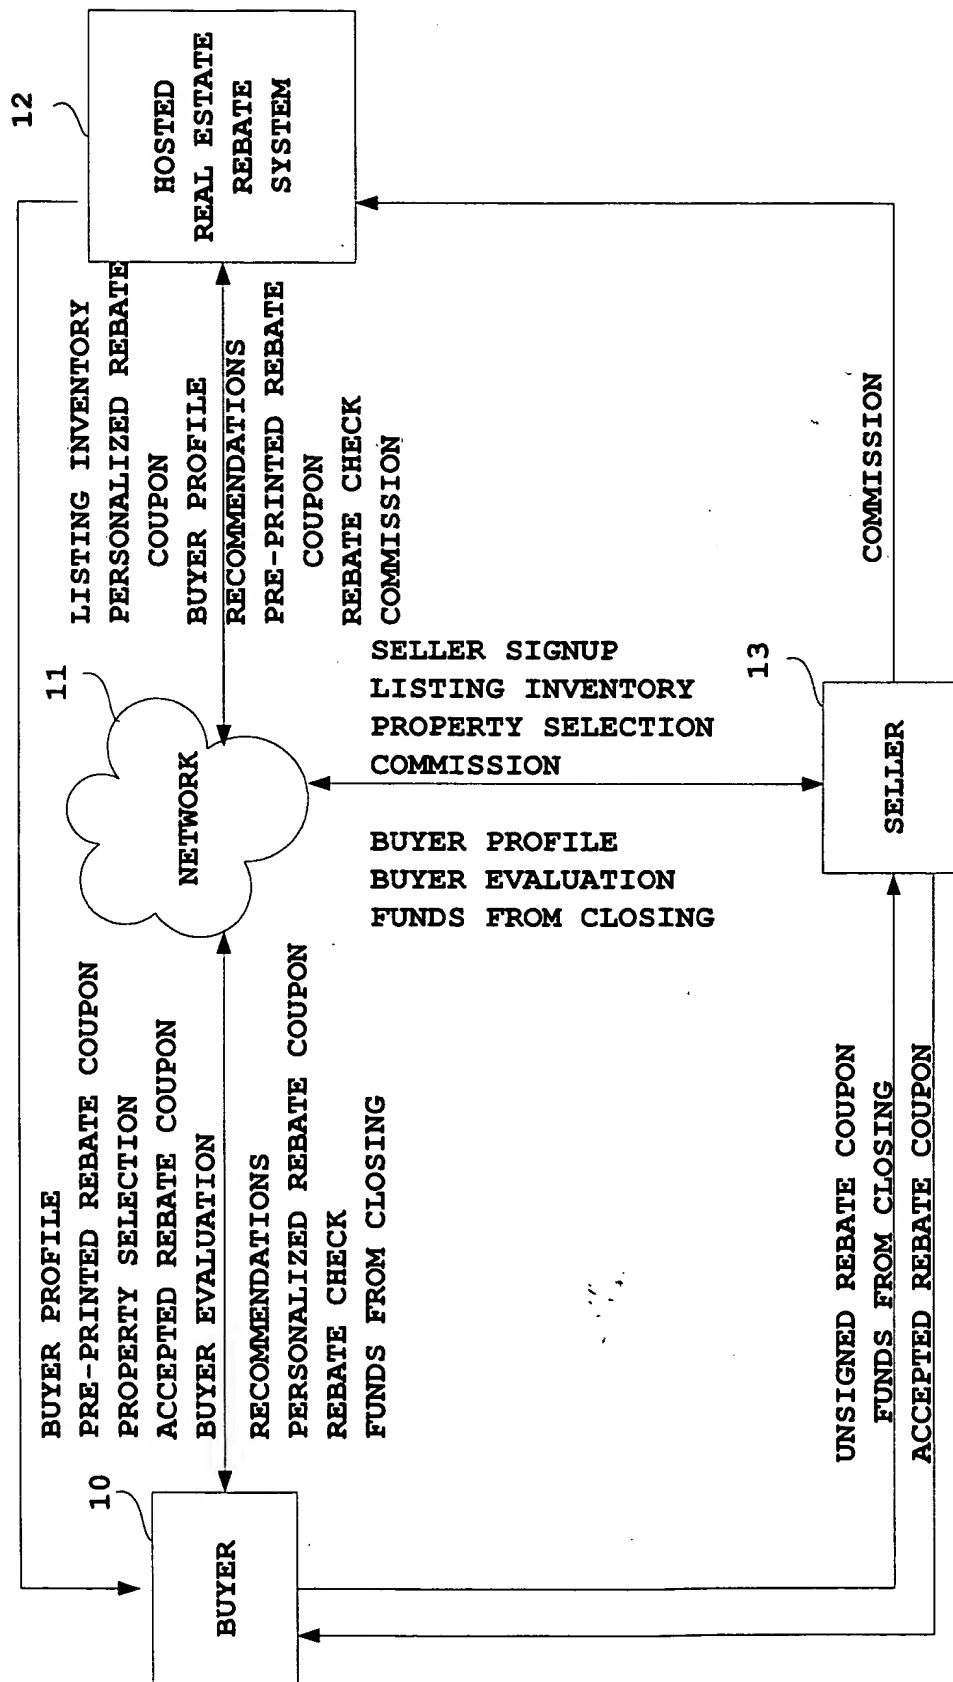 BUYER PROFILE
PRE-PRINTED REBATE COUPON
PROPERTY SELECTION
ACCEPTED REBATE COUPON
BUYER EVALUATION
RECOMMENDATIONS
PERSONALIZED REBATE COUPON
REBATE CHECK
FUNDS FROM CLOSING
10
BUYER
11
NETWORK
LISTING INVENTORY
PERSONALIZED REBATE
COUPON
BUYER PROFILE
RECOMMENDATIONS
PRE-PRINTED REBATE
COUPON
REBATE CHECK
COMMISSION
12
HOSTED
REAL ESTATE
REBATE
SYSTEM
SELLER SIGNUP
LISTING INVENTORY
PROPERTY SELECTION
COMMISSION
BUYER PROFILE
BUYER EVALUATION
FUNDS FROM CLOSING
13
SELLER
COMMISSION
UNSIGNED REBATE COUPON
FUNDS FROM CLOSING
ACCEPTED REBATE COUPON